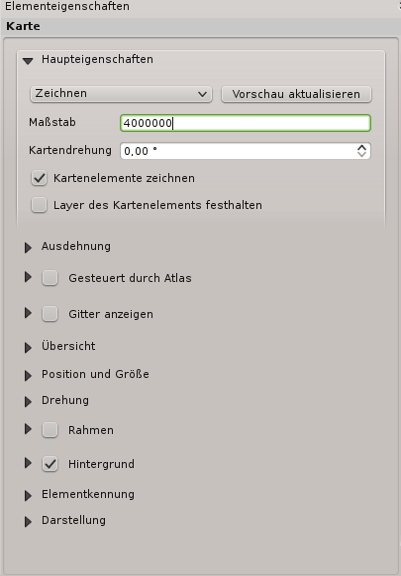 Elementeigenschaften
Karte
Haupteigenschaften
Zeichnen Vorschau aktualisieren
Maßstab 4000000
Kartendrehung 0,00 °
Kartenelemente zeichnen
Layer des Kartenelements festhalten
Ausdehnung
Gesteuert durch Atlas
Gitter anzeigen
Übersicht
Position und Größe
Drehung
Rahmen
Hintergrund
Elementkennung
Darstellung